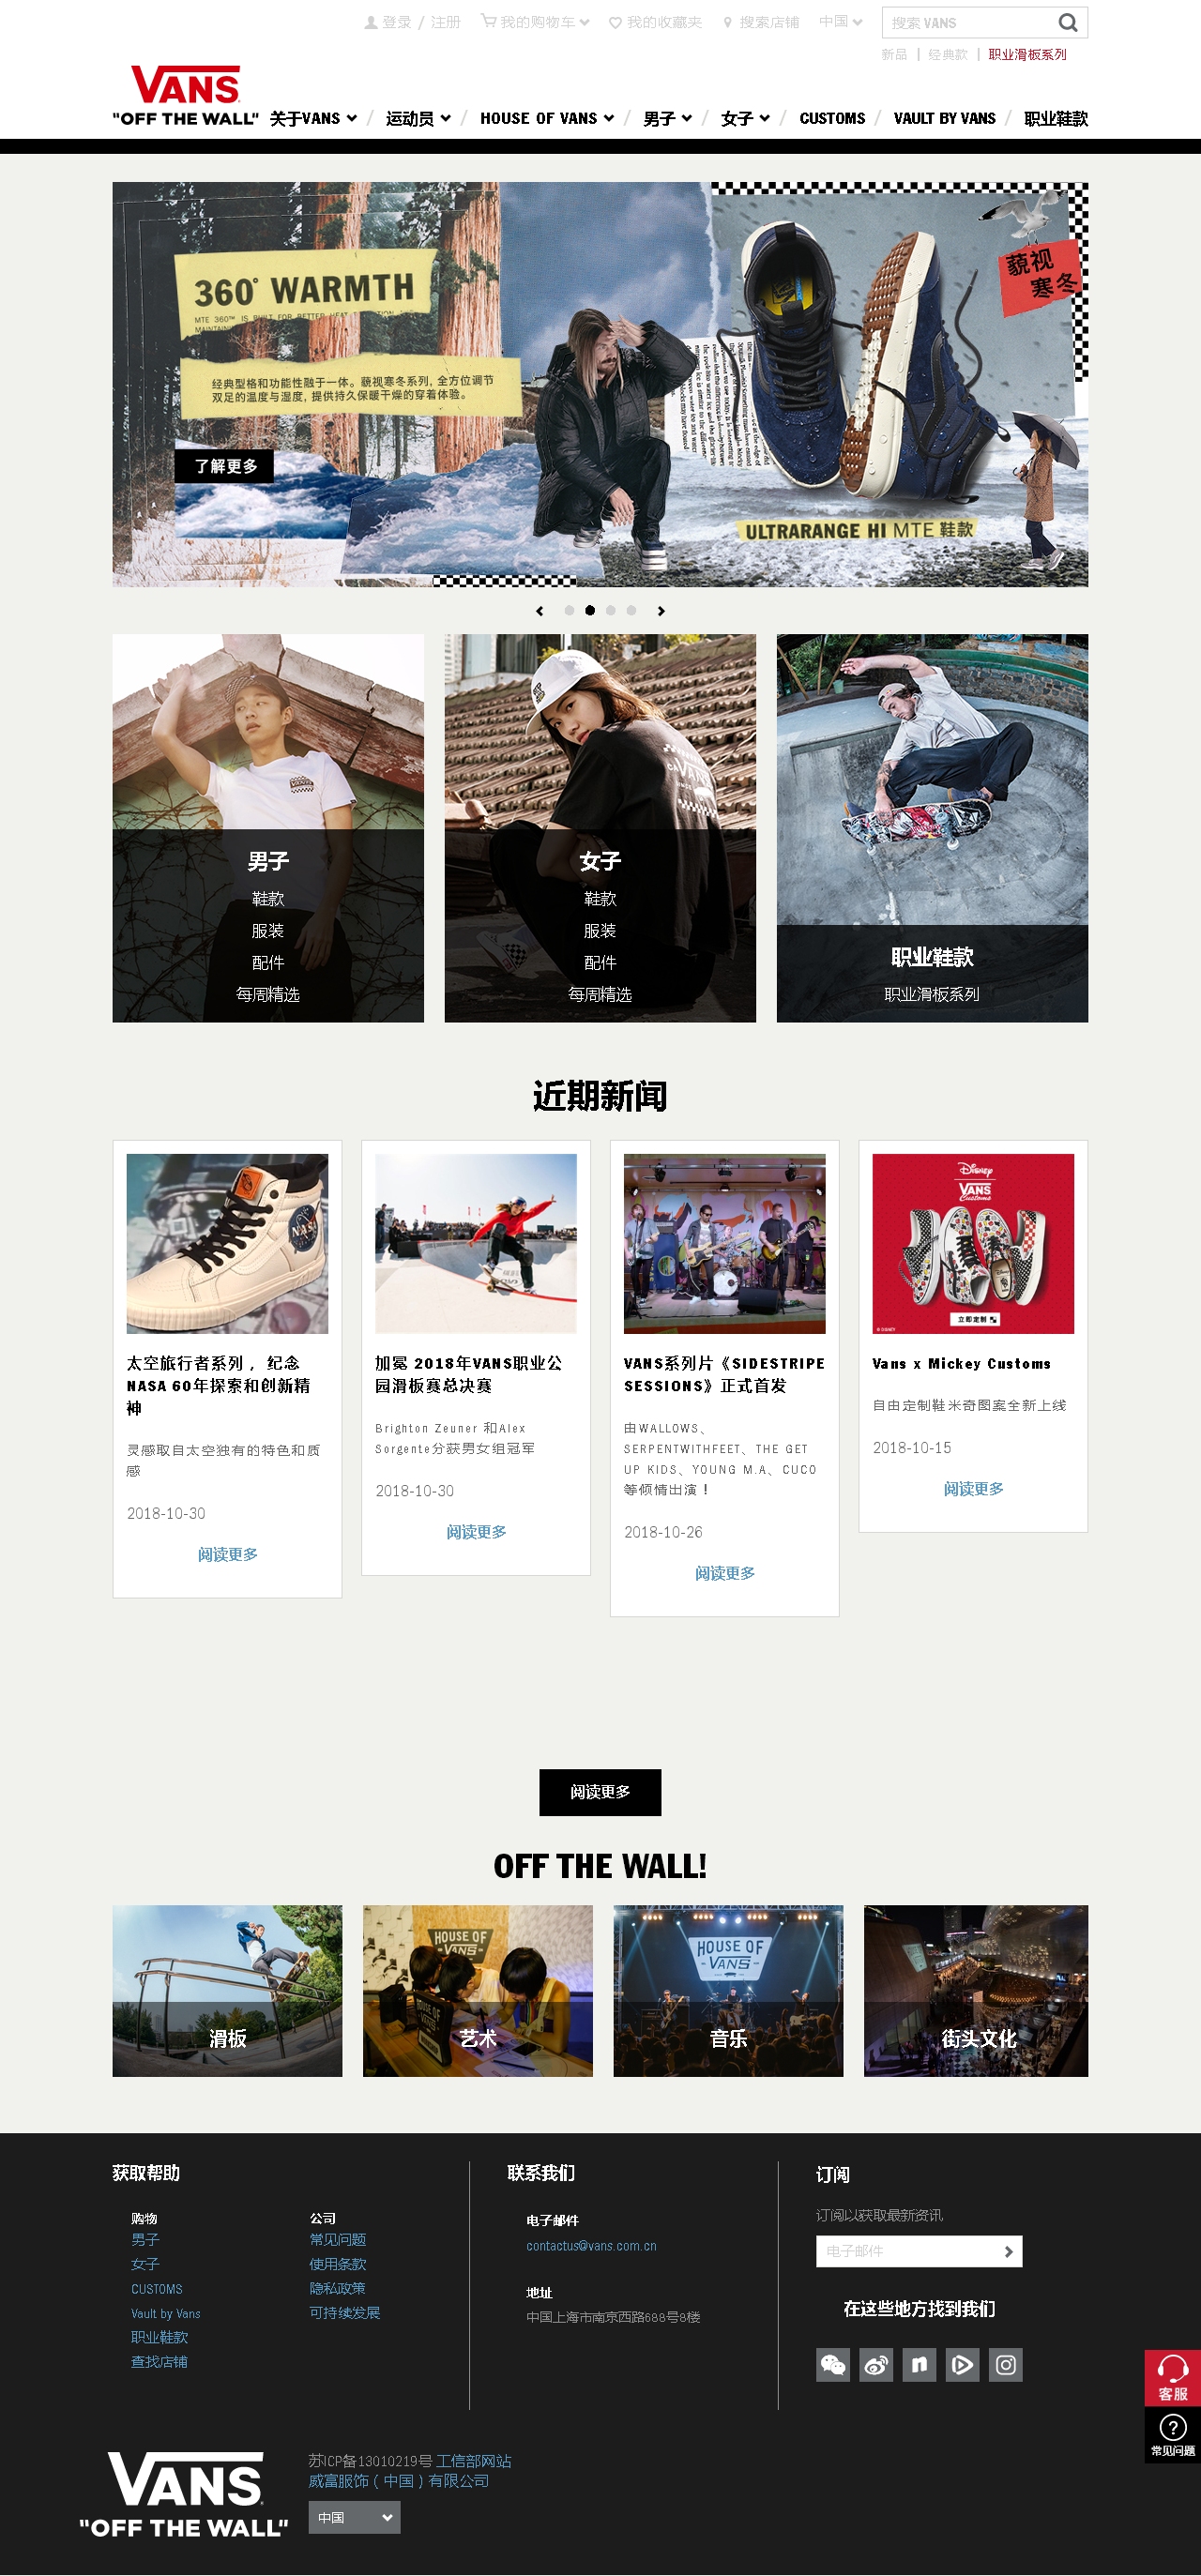 登录 / 注册
我的购物车
我的收藏夹
搜索店铺
中国
搜索 VANS
新品 | 经典款 | 职业滑板系列
VANS
"OFF THE WALL"
关于VANS / 运动员 / HOUSE OF VANS / 男子 / 女子 / CUSTOMS / VAULT BY VANS / 职业鞋款
360° WARMTH
MTE 360™ IS BUILT FOR BETTER HEAT
经典型格和功能性融于一体。藐视寒冬系列, 全方位调节
双足的温度与湿度, 提供持久保暖干燥的穿着体验。
了解更多
藐视
寒冬
ULTRARANGE HI MTE 鞋款
男子
鞋款
服装
配件
每周精选
女子
鞋款
服装
配件
每周精选
职业鞋款
职业滑板系列
近期新闻
太空旅行者系列 ， 纪念
NASA 60年探索和创新精
神
灵感取自太空独有的特色和质
感
2018-10-30
阅读更多
加冕 2018年VANS职业公
园滑板赛总决赛
Brighton Zeuner 和Alex
Sorgente分获男女组冠军
2018-10-30
阅读更多
VANS系列片《SIDESTRIPE
SESSIONS》正式首发
由WALLOWS、
SERPENTWITHFEET、THE GET
UP KIDS、YOUNG M.A、CUCO
等倾情出演！
2018-10-26
阅读更多
Disney
VANS
Customs
立即定制
© DISNEY
Vans x Mickey Customs
自由定制鞋米奇图案全新上线
2018-10-15
阅读更多
阅读更多
OFF THE WALL!
滑板
HOUSE OF
VANS
艺术
HOUSE OF
VANS
音乐
街头文化
获取帮助
购物
男子
女子
CUSTOMS
Vault by Vans
职业鞋款
查找店铺
公司
常见问题
使用条款
隐私政策
可持续发展
联系我们
电子邮件
contactus@vans.com.cn
地址
中国上海市南京西路688号8楼
订阅
订阅以获取最新资讯
电子邮件
在这些地方找到我们
客服
常见问题
VANS
"OFF THE WALL"
苏ICP备13010219号 工信部网站
威富服饰（中国）有限公司
中国